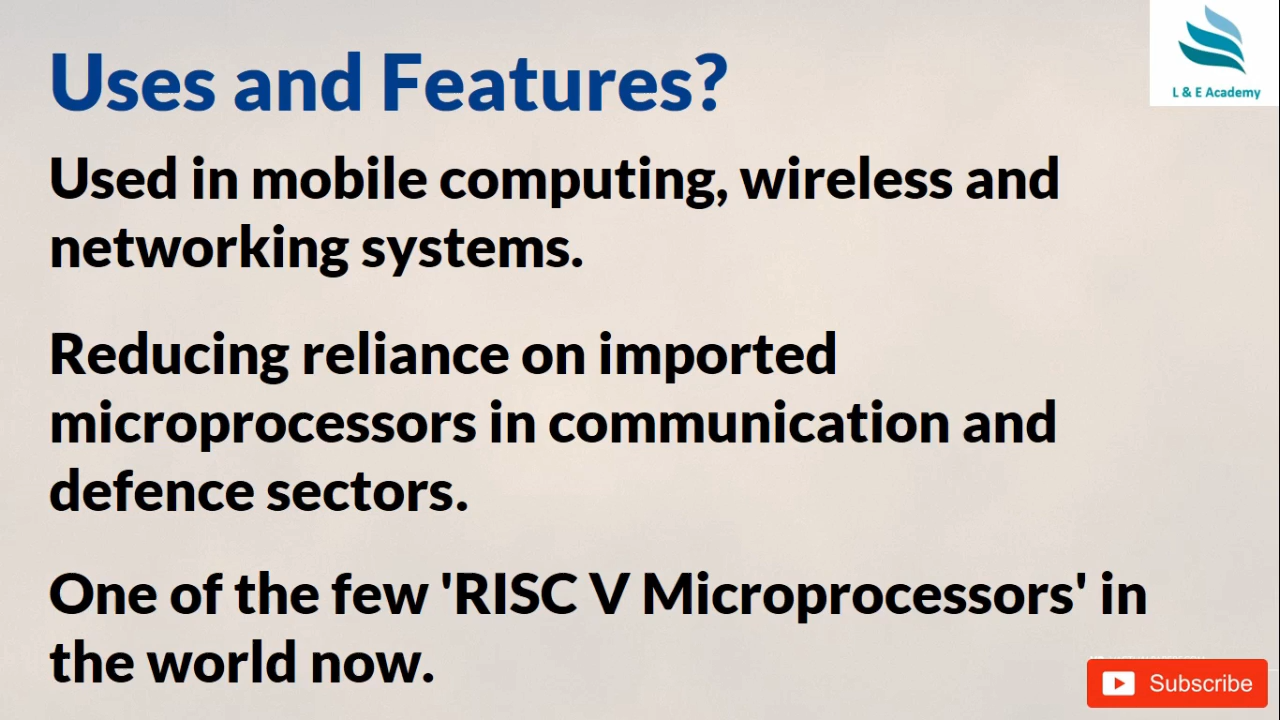 Uses and Features?
L & E Academy
Used in mobile computing, wireless and
networking systems.
Reducing reliance on imported
microprocessors in communication and
defence sectors.
One of the few 'RISC V Microprocessors' in
the world now.
Subscribe